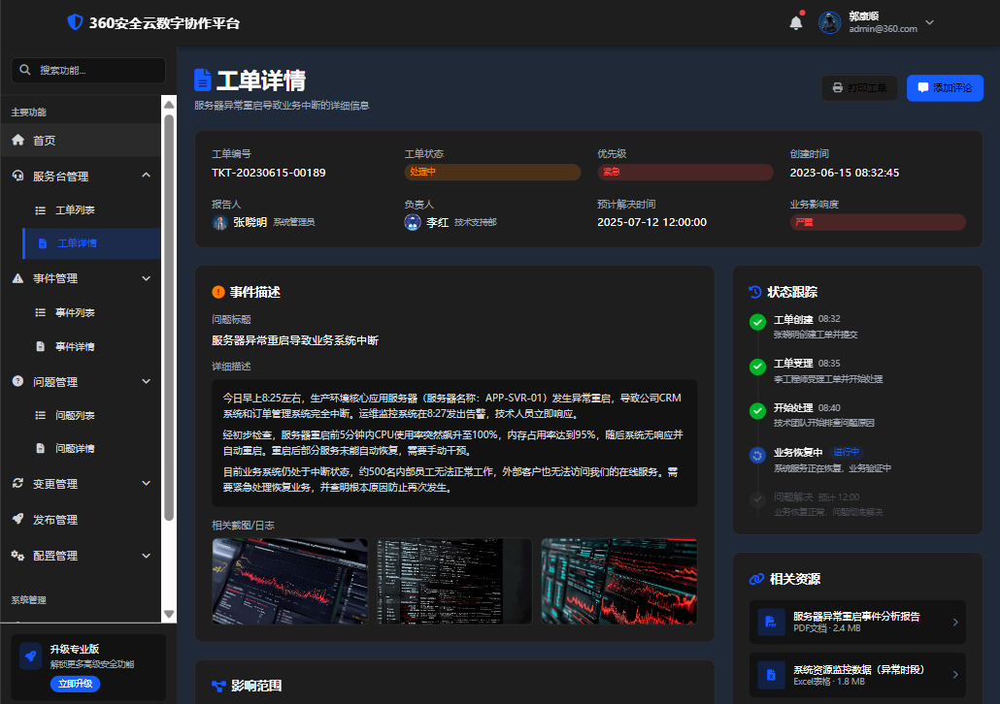 360安全云数字协作平台
郭康顺
admin@360.com
搜索功能...
主要功能
首页
服务台管理
工单列表
工单详情
事件管理
事件列表
事件详情
问题管理
问题列表
问题详情
变更管理
发布管理
配置管理
系统管理
升级专业版
解锁更多高级安全功能
立即升级
工单详情
服务器异常重启导致业务中断的详细信息
打印工单
添加评论
工单编号
TKT-20230615-00189
工单状态
处理中
优先级
紧急
创建时间
2023-06-15 08:32:45
报告人
张晓明 系统管理员
负责人
李红 技术支持部
预计解决时间
2025-07-12 12:00:00
业务影响度
严重
事件描述
问题标题
服务器异常重启导致业务系统中断
详细描述
今日早上8:25左右，生产环境核心应用服务器（服务器名称：APP-SVR-01）发生异常重启，导致公司CRM
系统和订单管理系统完全中断。运维监控系统在8:27发出告警，技术人员立即响应。
经初步检查，服务器重启前5分钟内CPU使用率突然飙升至100%，内存占用率达到95%，随后系统无响应并
自动重启。重启后部分服务未能自动恢复，需要手动干预。
目前业务系统仍处于中断状态，约500名内部员工无法正常工作，外部客户也无法访问我们的在线服务。需
要紧急处理恢复业务，并查明根本原因防止再次发生。
相关截图/日志
影响范围
状态跟踪
工单创建 08:32
张晓明创建工单并提交
工单受理 08:35
李工程师受理工单并开始处理
开始处理 08:40
技术团队开始排查问题原因
业务恢复中 进行中
系统服务正在恢复，业务验证中
问题解决 预计 12:00
业务恢复正常，问题彻底解决
相关资源
服务器异常重启事件分析报告
PDF文档 · 2.4 MB
系统资源监控数据（异常时段）
Excel表格 · 1.8 MB